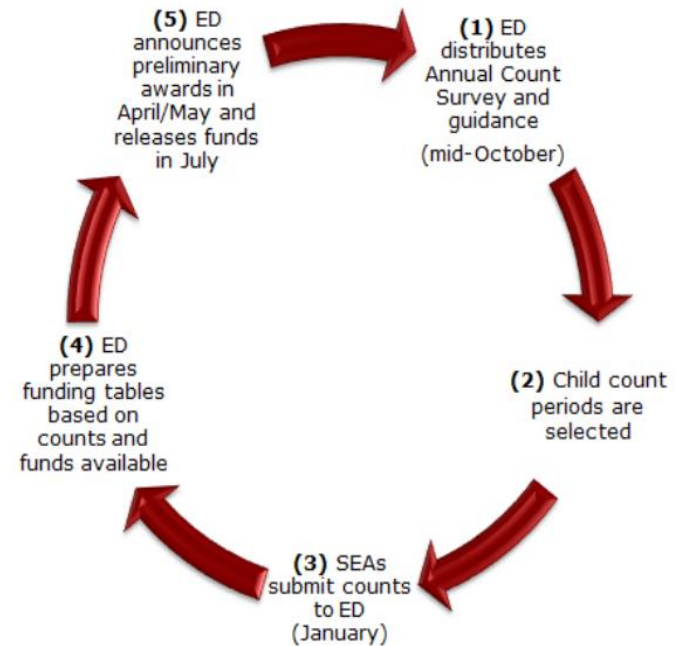 (1) ED
distributes
Annual Count
Survey and
guidance
(mid-October)
(2) Child count
periods are
selected
(3) SEAs
submit counts
to ED
(January)
(4) ED
prepares
funding tables
based on
counts and
funds available
(5) ED
announces
preliminary
awards in
April/May and
releases funds
in July